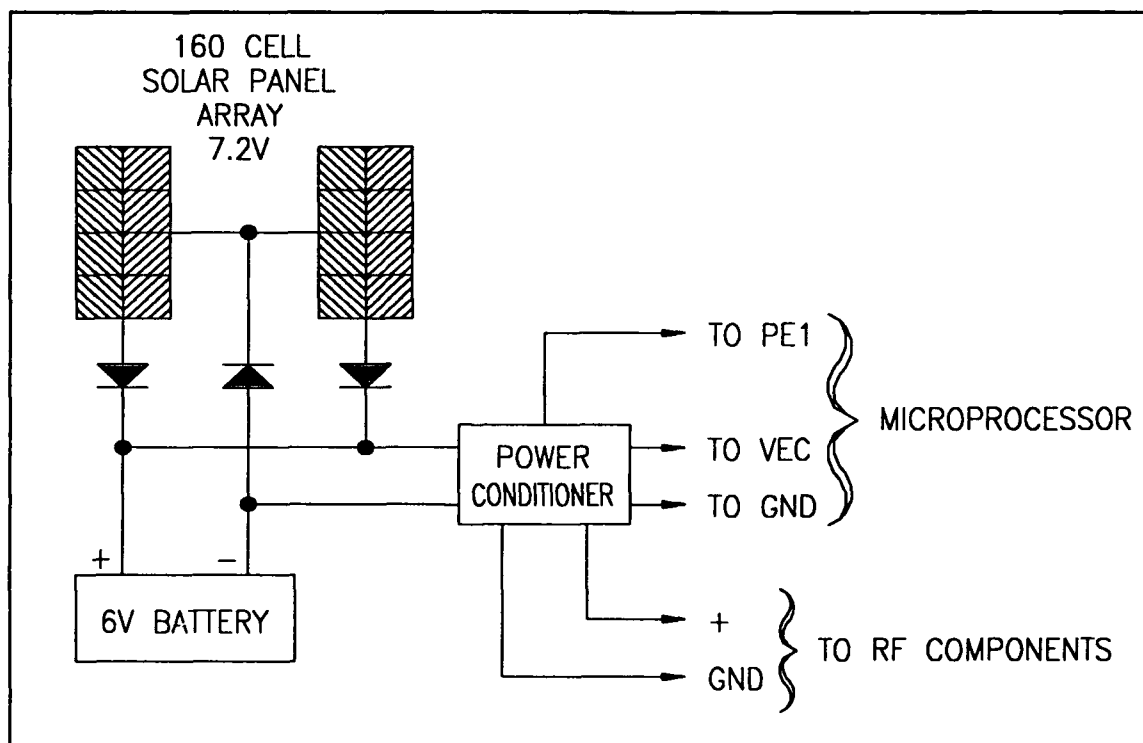 160 CELL
SOLAR PANEL
ARRAY
7.2V
TO PE1
MICROPROCESSOR
TO VEC
POWER
CONDITIONER
TO GND
+
−
6V BATTERY
+
TO RF COMPONENTS
GND